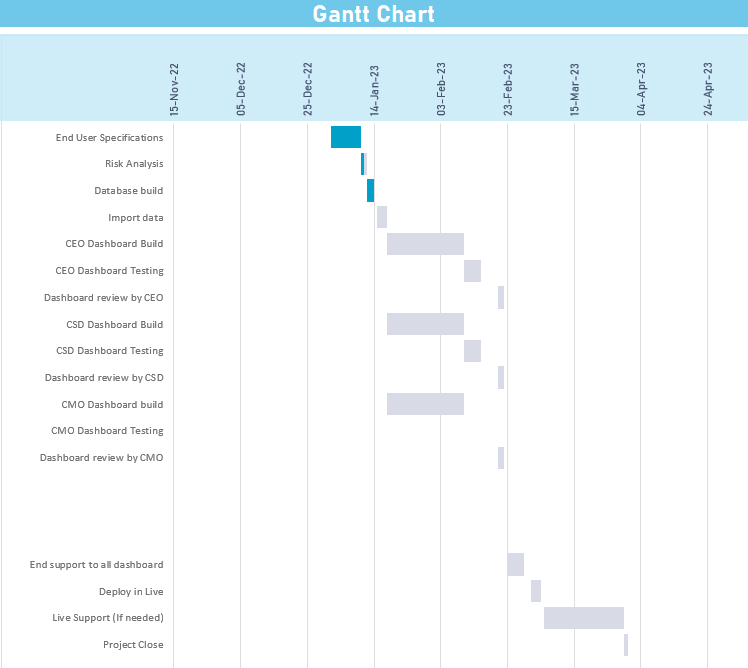 Gantt Chart
15-Nov-22
05-Dec-22
25-Dec-22
14-Jan-23
03-Feb-23
23-Feb-23
15-Mar-23
04-Apr-23
24-Apr-23
End User Specifications
Risk Analysis
Database build
Import data
CEO Dashboard Build
CEO Dashboard Testing
Dashboard review by CEO
CSD Dashboard Build
CSD Dashboard Testing
Dashboard review by CSD
CMO Dashboard build
CMO Dashboard Testing
Dashboard review by CMO
End support to all dashboard
Deploy in Live
Live Support (If needed)
Project Close